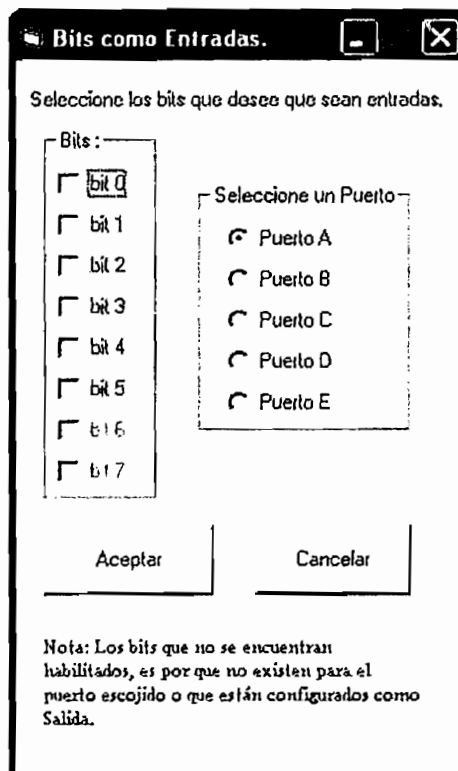 Bits como Entradas.
Seleccione los bits que desee que sean entradas.
Bits :
bit 0
bit 1
bit 2
bit 3
bit 4
bit 5
bit 6
bit 7
Seleccione un Puerto
Puerto A
Puerto B
Puerto C
Puerto D
Puerto E
Aceptar
Cancelar
Nota: Los bits que no se encuentran
habilitados, es por que no existen para el
puerto escojido o que están configurados como
Salida.